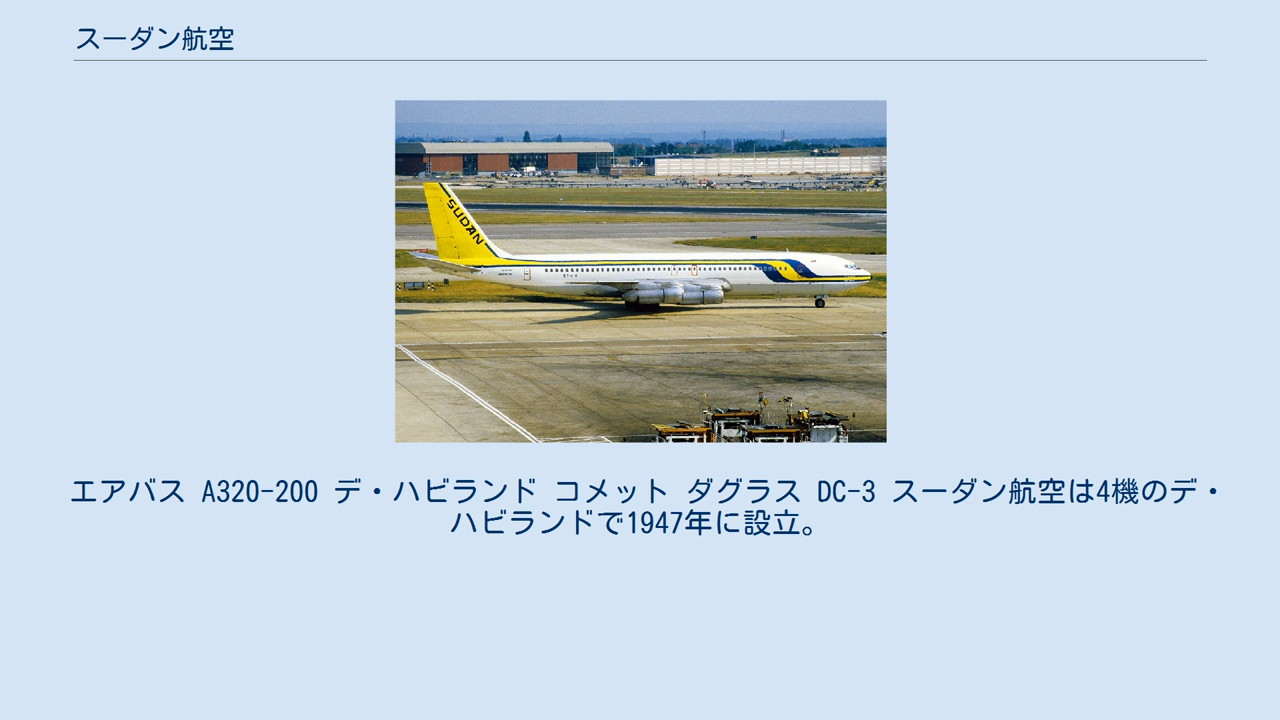 スーダン航空
SUDAN
エアバス A320-200 デ・ハビランド コメット ダグラス DC-3 スーダン航空は4機のデ・
ハビランドで1947年に設立。